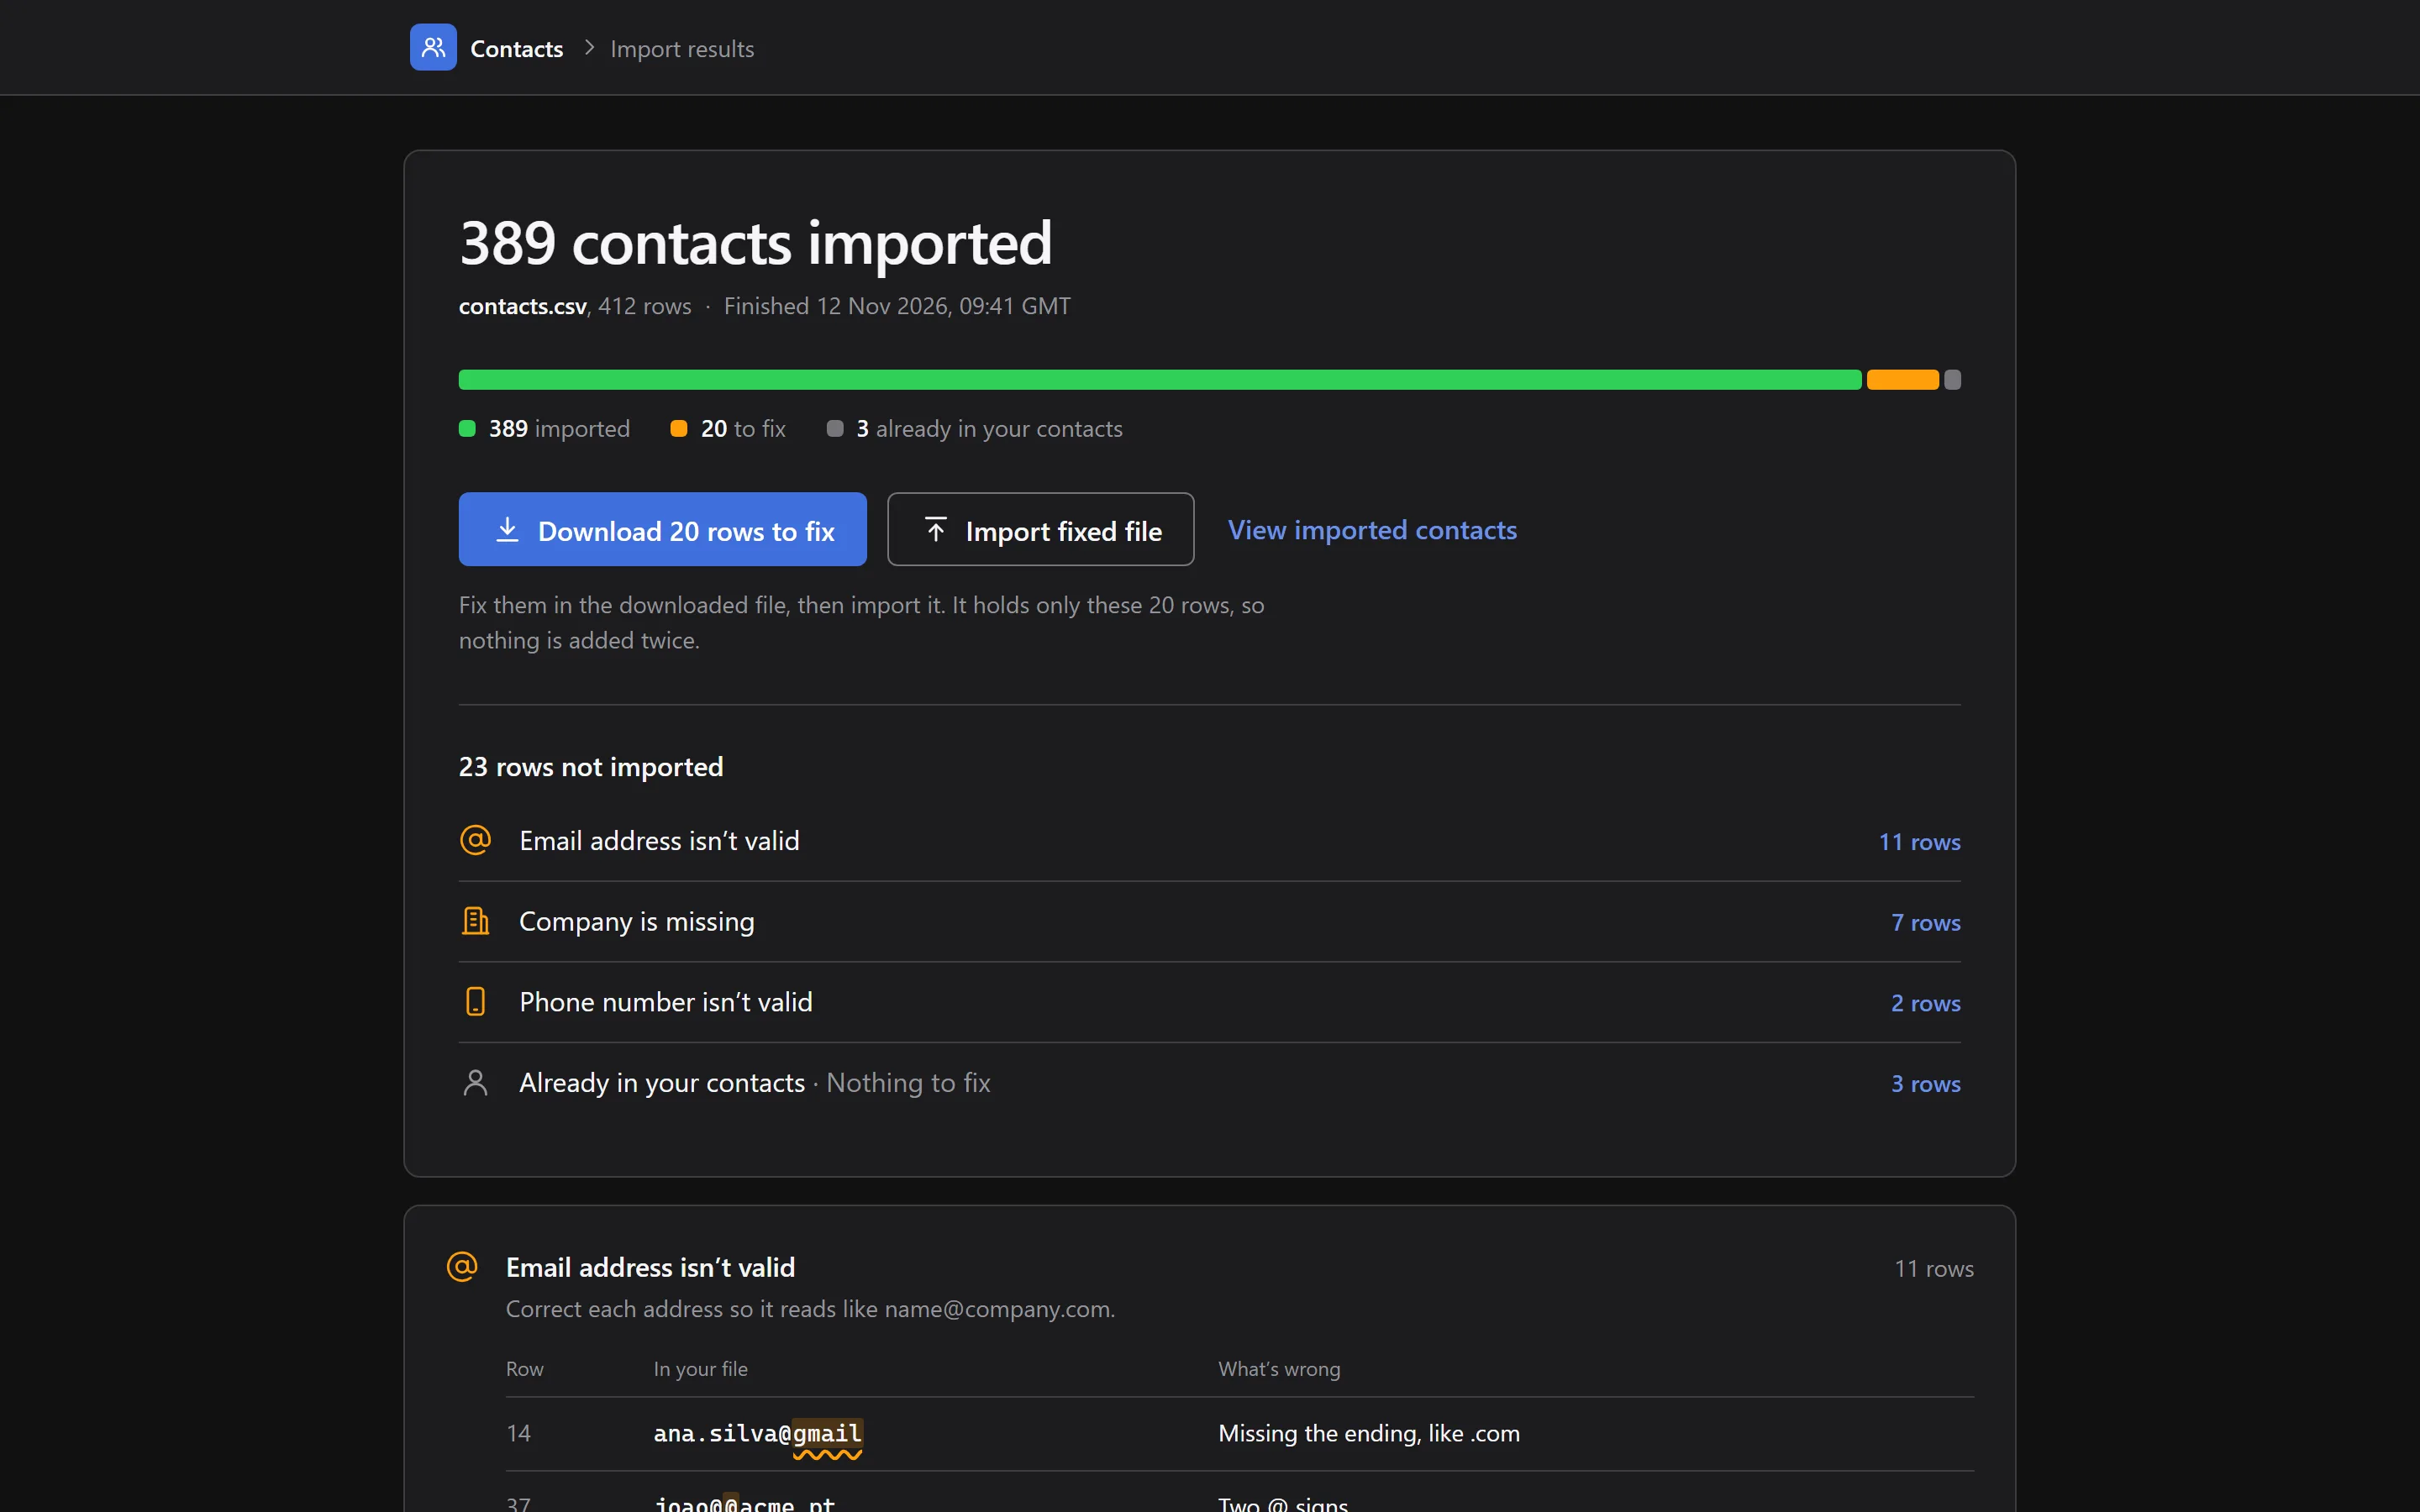 Contacts > Import results
389 contacts imported
contacts.csv, 412 rows · Finished 12 Nov 2026, 09:41 GMT
389 imported 20 to fix 3 already in your contacts
Download 20 rows to fix Import fixed file View imported contacts
Fix them in the downloaded file, then import it. It holds only these 20 rows, so
nothing is added twice.
23 rows not imported
Email address isn’t valid 11 rows
Company is missing 7 rows
Phone number isn’t valid 2 rows
Already in your contacts · Nothing to fix 3 rows
Email address isn’t valid 11 rows
Correct each address so it reads like name@company.com.
Row In your file What’s wrong
14 ana.silva@gmail Missing the ending, like .com
37 joao@@acme.pt Two @ signs